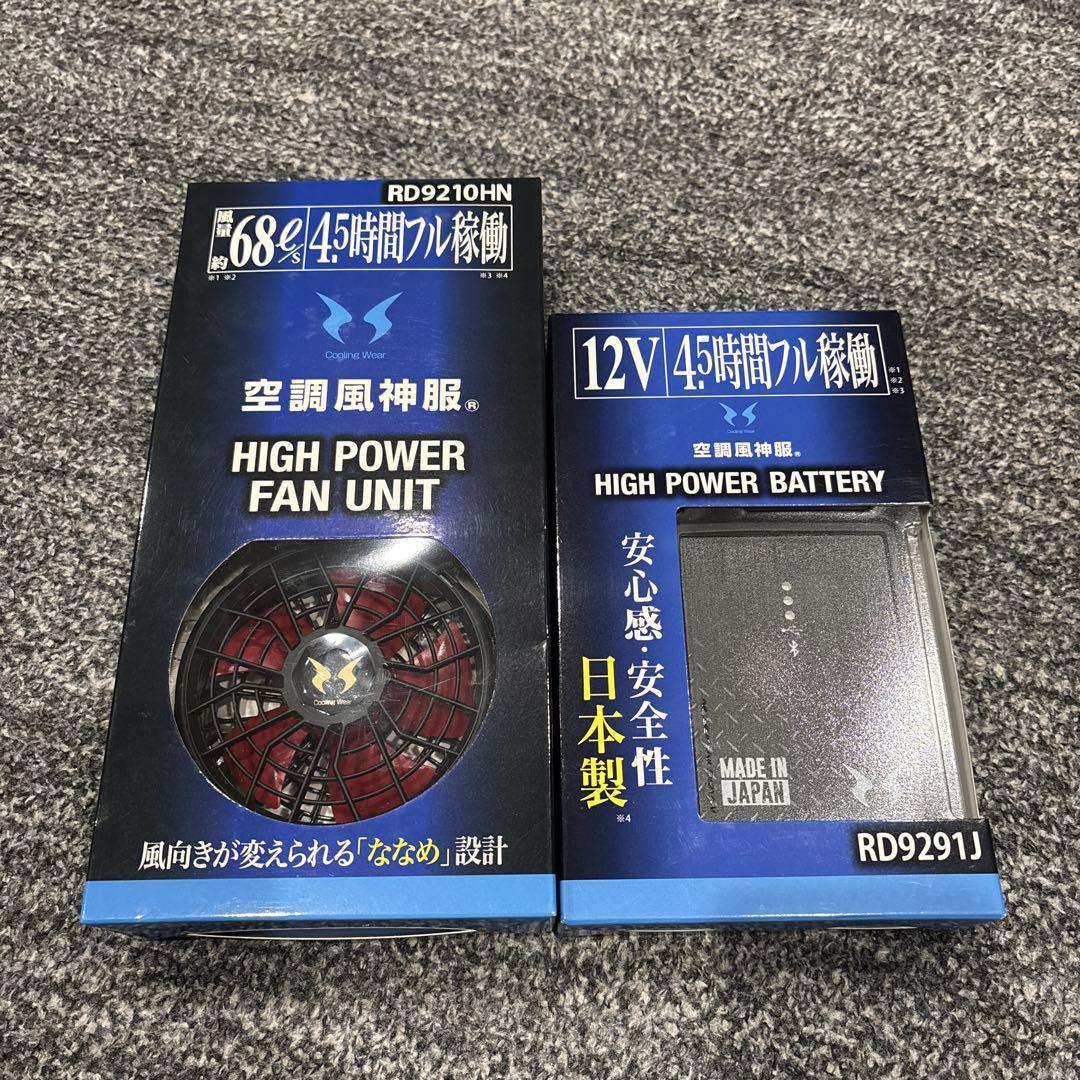 RD9210HN
風量 約 68ℓ/s 4.5時間フル稼働
※1 ※2 ※3 ※4
Cooling Wear
空調風神服®
HIGH POWER
FAN UNIT
Cooling Wear
風向きが変えられる「ななめ」設計
12V 4.5時間フル稼働
※1
※2
※3
Cooling Wear
空調風神服®
HIGH POWER BATTERY
安心感・安全性
日本製
※4
MADE IN
JAPAN
RD9291J